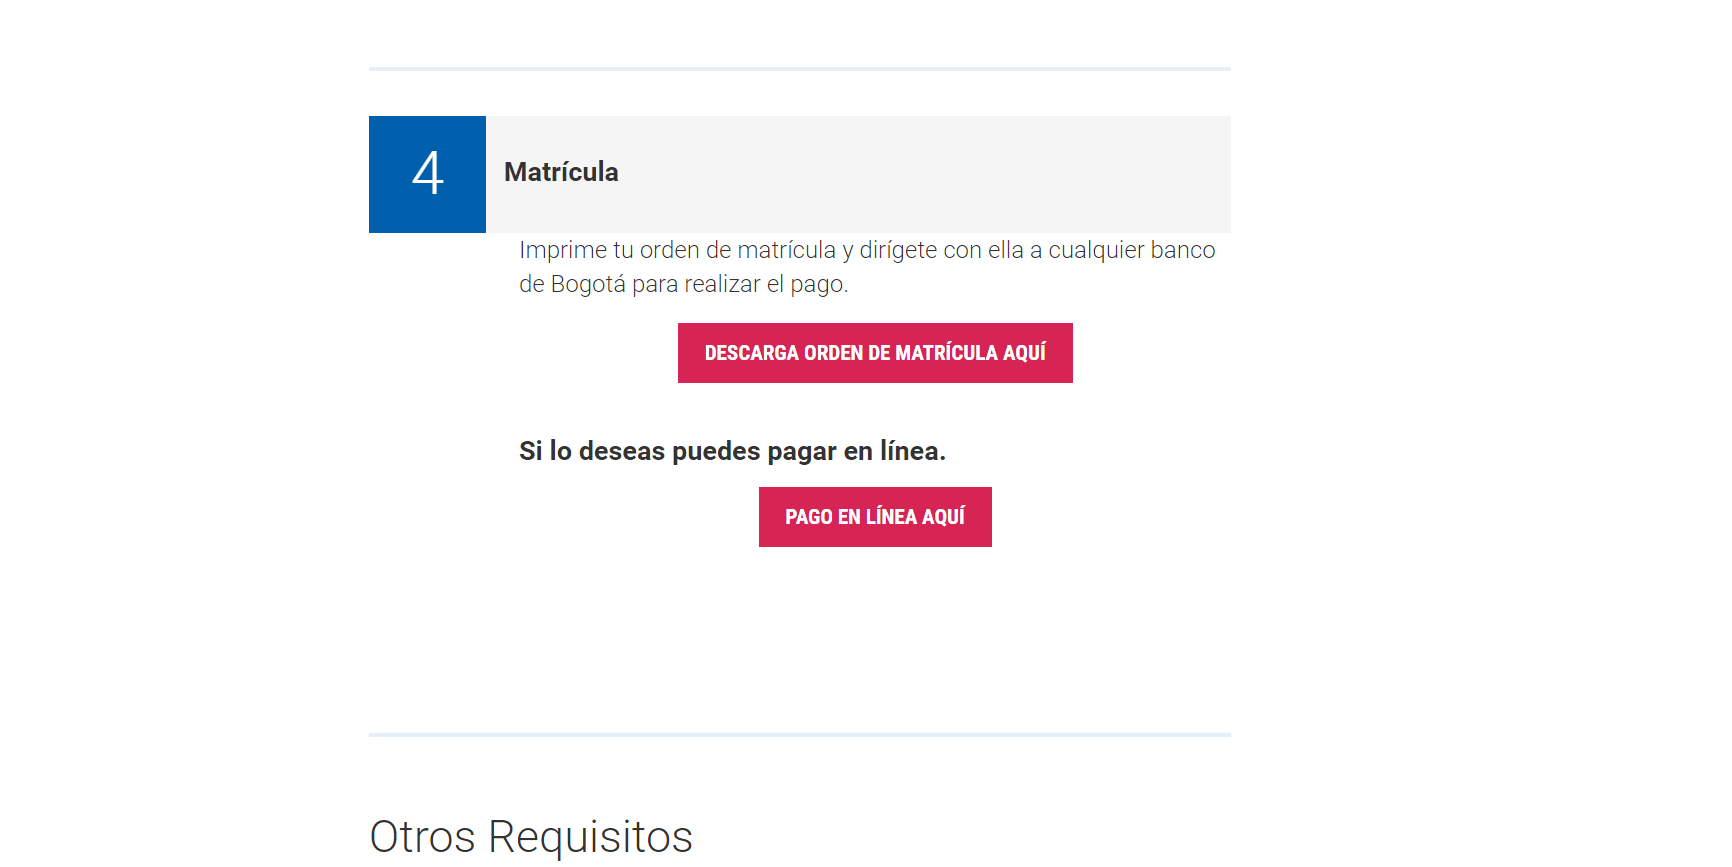 4
Matrícula
Imprime tu orden de matrícula y dirígete con ella a cualquier banco
de Bogotá para realizar el pago.
DESCARGA ORDEN DE MATRÍCULA AQUÍ
Si lo deseas puedes pagar en línea.
PAGO EN LÍNEA AQUÍ
Otros Requisitos